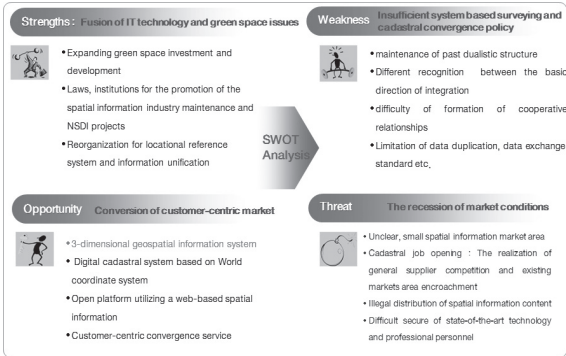 Strengths: Fusion of IT technology and green space issues
• Expanding green space investment and
development
• Laws, institutions for the promotion of the
spatial information industry maintenance and
NSDI projects
• Reorganization for locational reference
system and information unification
Weakness Insufficient system based surveying and
cadastral convergence policy
• maintenance of past dualistic structure
• Different recognition between the basic
direction of integration
• difficulty of formation of cooperative
relationships
• Limitation of data duplication, data exchange
standard etc.
SWOT
Analysis
Opportunity Conversion of customer-centric market
• 3-dimensional geospatial information system
• Digital cadastral system based on World
coordinate system
• Open platform utilizing a web-based spatial
information
• Customer-centric convergence service
Threat The recession of market conditions
• Unclear, small spatial information market area
• Cadastral job opening : The realization of
general supplier competition and existing
markets area encroachment
• Illegal distribution of spatial information content
• Difficult secure of state-of-the-art technology
and professional personnel